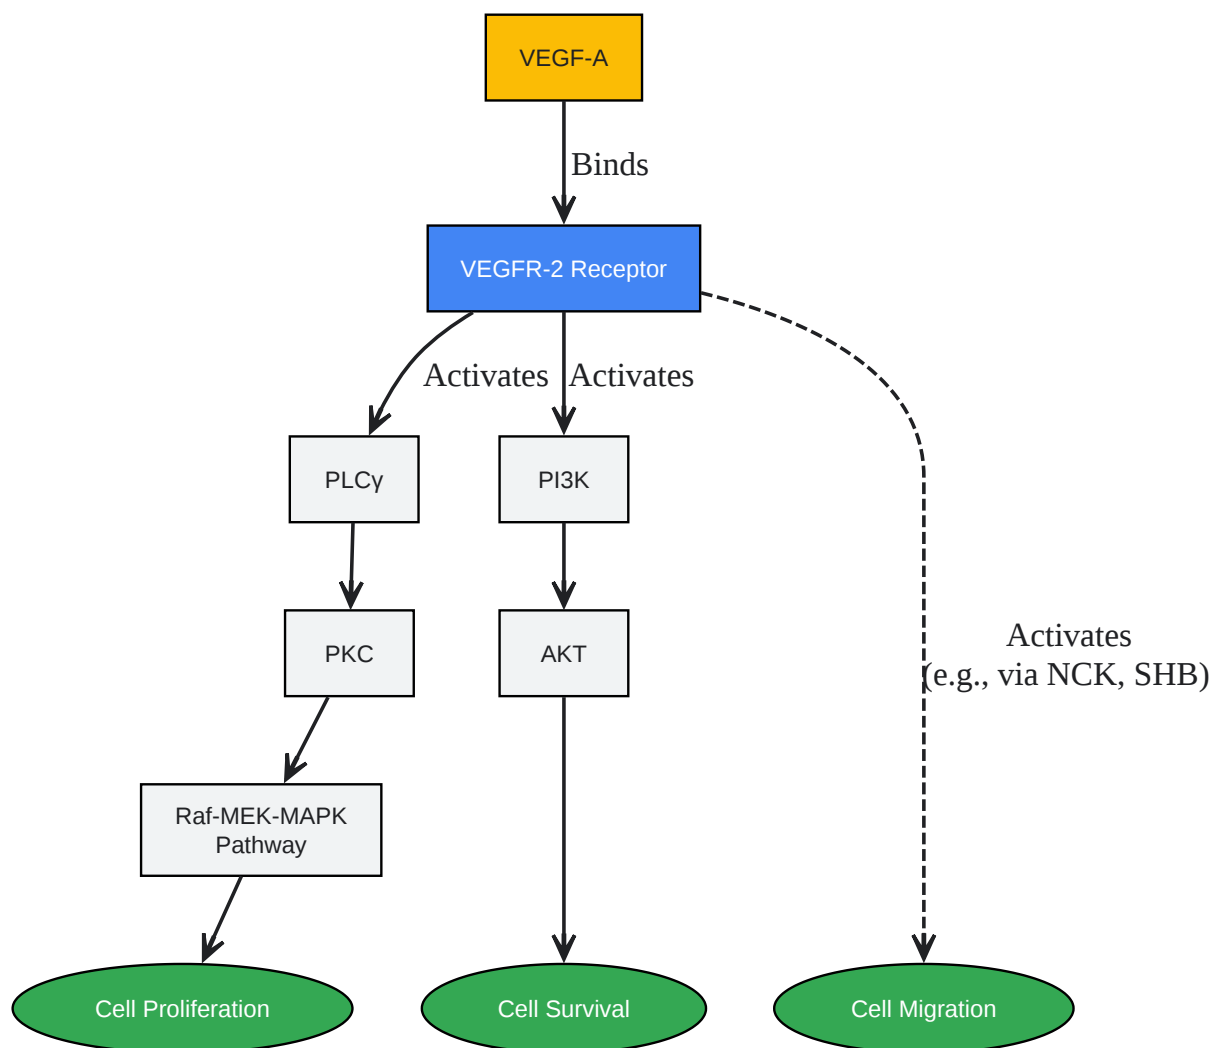 VEGF-A
Binds
VEGFR-2 Receptor
Activates
Activates
PLCγ
PI3K
PKC
AKT
Activates
(e.g., via NCK, SHB)
Raf-MEK-MAPK
Pathway
Cell Proliferation
Cell Survival
Cell Migration